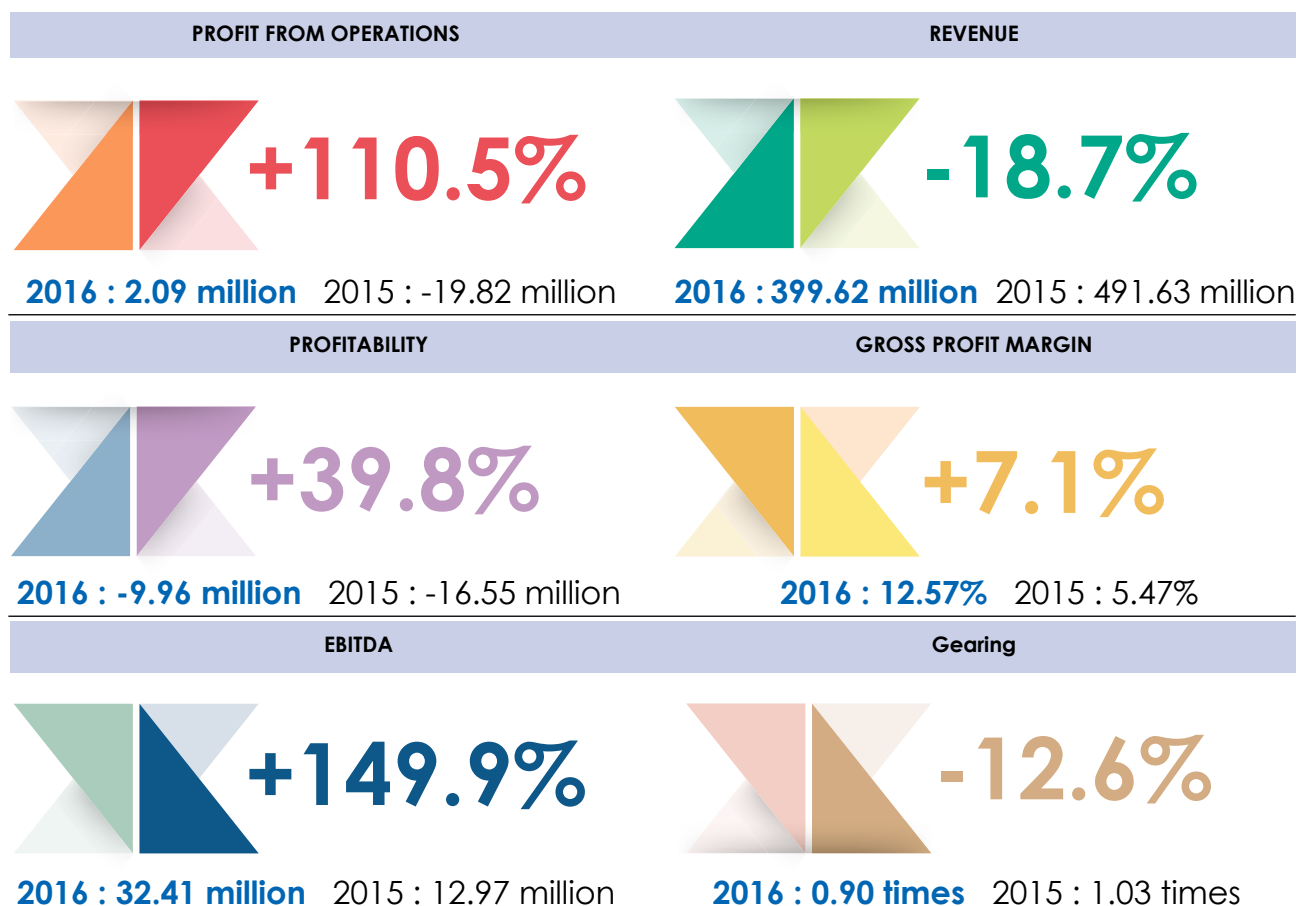 PROFIT FROM OPERATIONS
REVENUE
+110.5%
-18.7%
2016 : 2.09 million 2015 : -19.82 million
2016 : 399.62 million 2015 : 491.63 million
PROFITABILITY
GROSS PROFIT MARGIN
+39.8%
+7.1%
2016 : -9.96 million 2015 : -16.55 million
2016 : 12.57% 2015 : 5.47%
EBITDA
Gearing
+149.9%
-12.6%
2016 : 32.41 million 2015 : 12.97 million
2016 : 0.90 times 2015 : 1.03 times